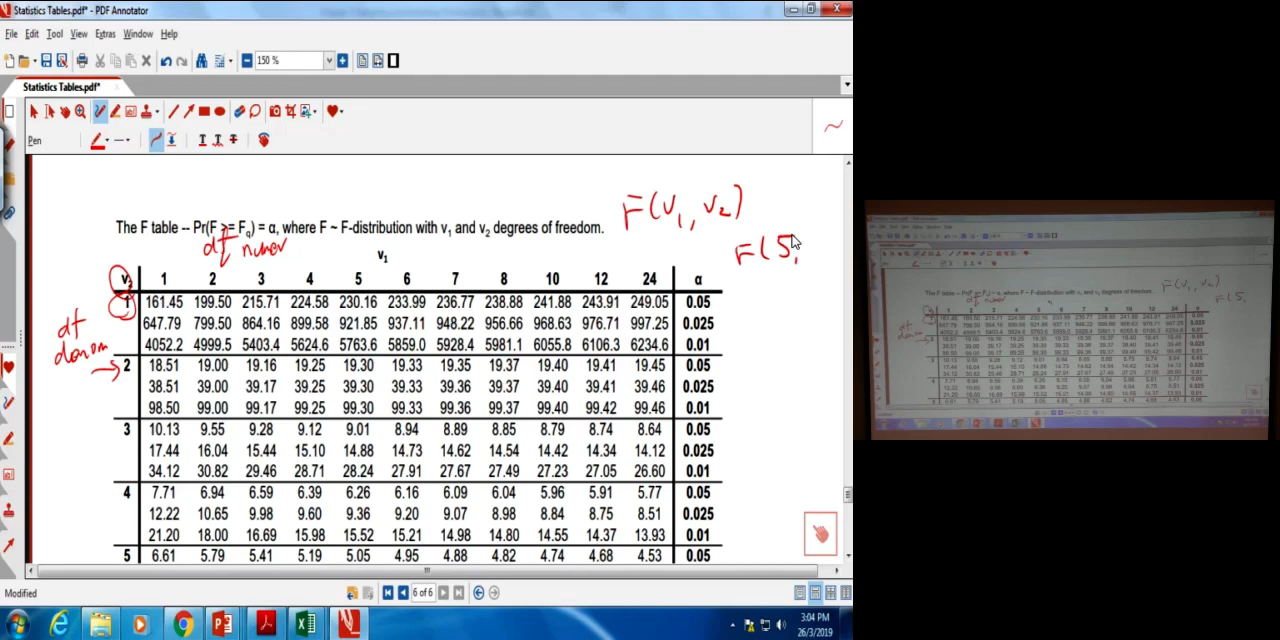 Statistics Tables.pdf* - PDF Annotator
File Edit Tool View Extras Window Help
150 %
Statistics Tables.pdf*
Pen
~
F(v1, v2)
The F table -- Pr(F >= Fq) = α, where F ~ F-distribution with v1 and v2 degrees of freedom.
df numer
v1
F(5,
v2 1 2 3 4 5 6 7 8 10 12 24 α
1 161.45 199.50 215.71 224.58 230.16 233.99 236.77 238.88 241.88 243.91 249.05 0.05
647.79 799.50 864.16 899.58 921.85 937.11 948.22 956.66 968.63 976.71 997.25 0.025
4052.2 4999.5 5403.4 5624.6 5763.6 5859.0 5928.4 5981.1 6055.8 6106.3 6234.6 0.01
df
denom
2 18.51 19.00 19.16 19.25 19.30 19.33 19.35 19.37 19.40 19.41 19.45 0.05
38.51 39.00 39.17 39.25 39.30 39.33 39.36 39.37 39.40 39.41 39.46 0.025
98.50 99.00 99.17 99.25 99.30 99.33 99.36 99.37 99.40 99.42 99.46 0.01
3 10.13 9.55 9.28 9.12 9.01 8.94 8.89 8.85 8.79 8.74 8.64 0.05
17.44 16.04 15.44 15.10 14.88 14.73 14.62 14.54 14.42 14.34 14.12 0.025
34.12 30.82 29.46 28.71 28.24 27.91 27.67 27.49 27.23 27.05 26.60 0.01
4 7.71 6.94 6.59 6.39 6.26 6.16 6.09 6.04 5.96 5.91 5.77 0.05
12.22 10.65 9.98 9.60 9.36 9.20 9.07 8.98 8.84 8.75 8.51 0.025
21.20 18.00 16.69 15.98 15.52 15.21 14.98 14.80 14.55 14.37 13.93 0.01
5 6.61 5.79 5.41 5.19 5.05 4.95 4.88 4.82 4.74 4.68 4.53 0.05
6 of 6
Modified
3:04 PM
26/3/2019